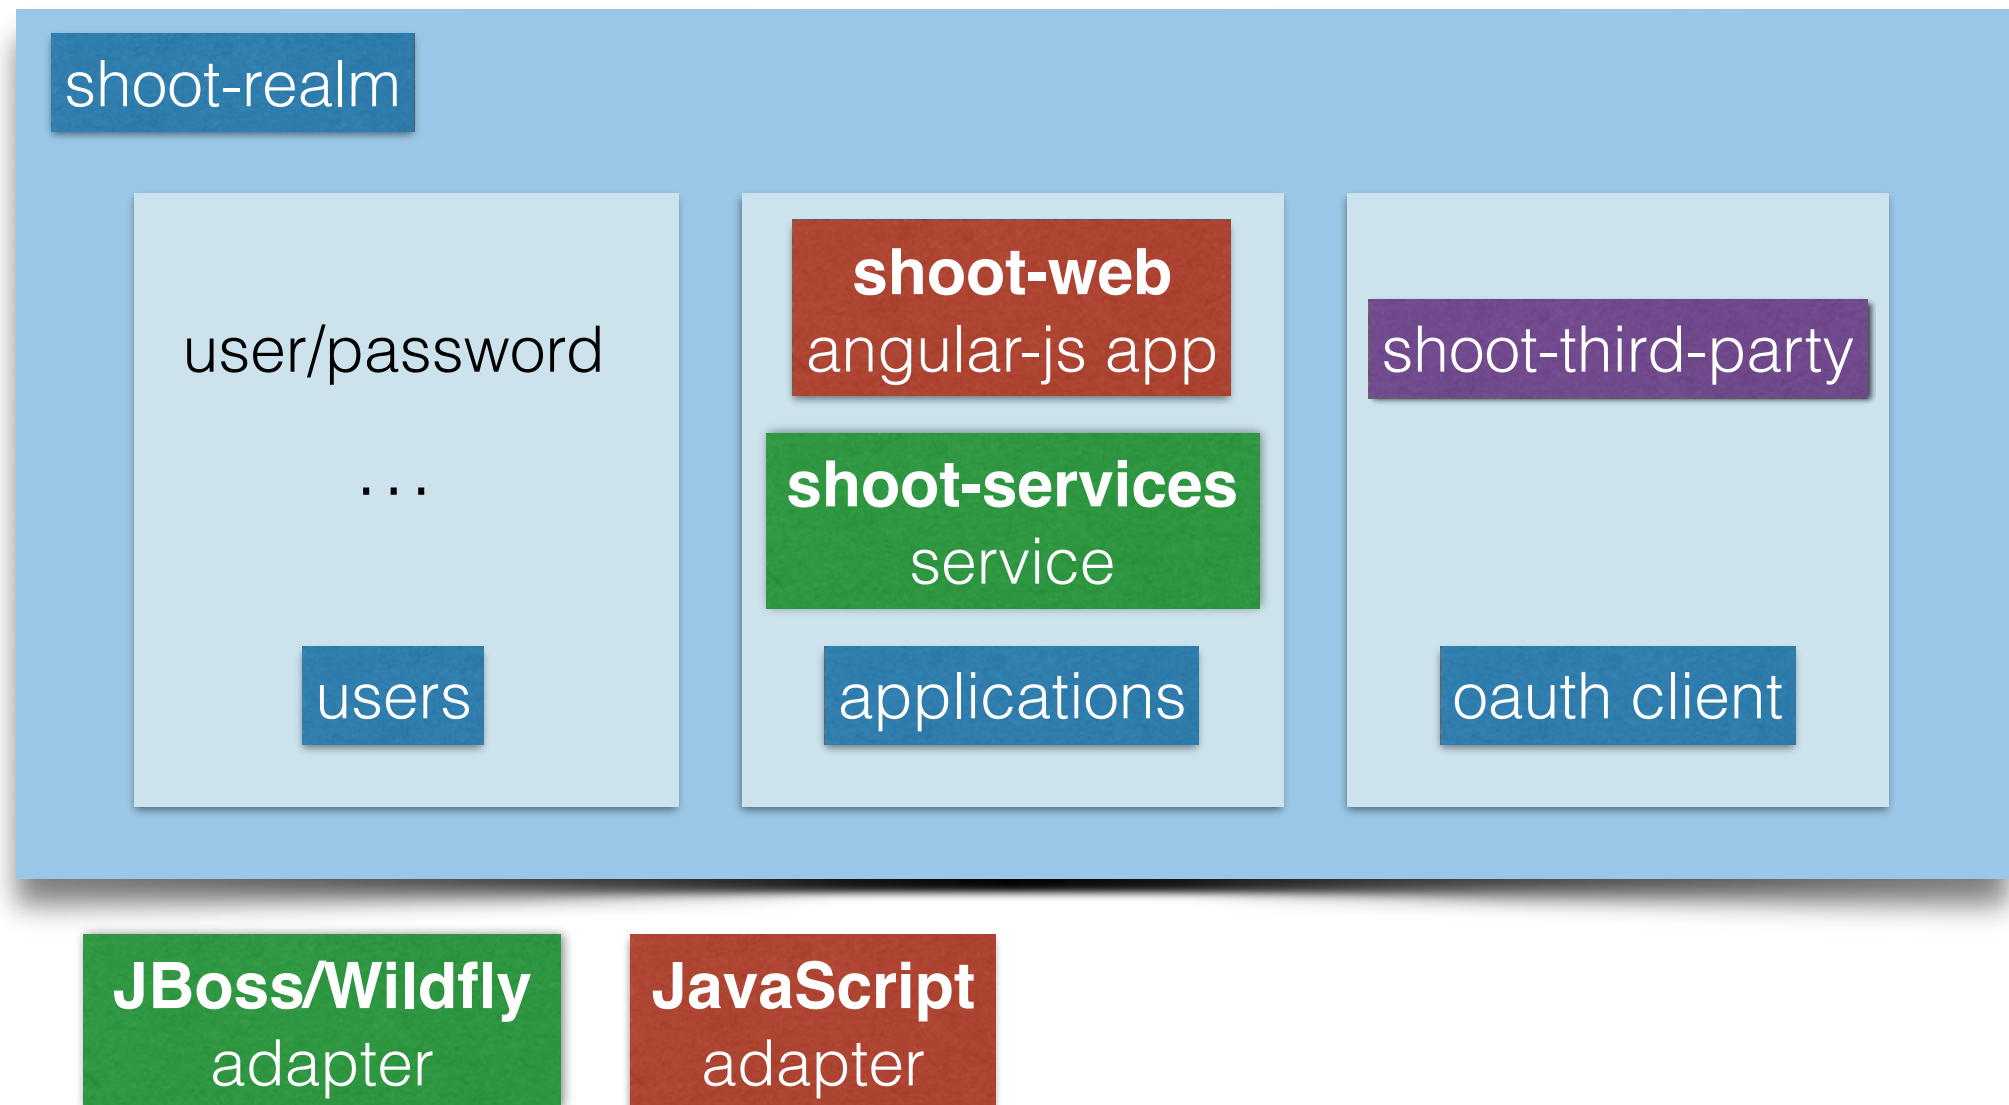 shoot-realm
user/password
...
users
shoot-web
angular-js app
shoot-services
service
applications
shoot-third-party
oauth client
JBoss/Wildfly
adapter
JavaScript
adapter